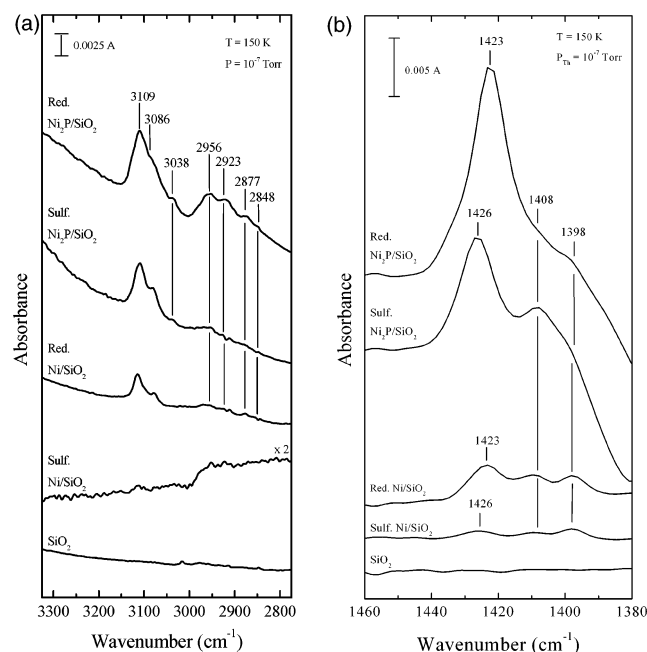 (a)
0.0025 A
T = 150 K
P = 10⁻⁷ Torr
Red.
Ni₂P/SiO₂
3109
3086
3038
2956
2923
2877
2848
Sulf.
Ni₂P/SiO₂
Red.
Ni/SiO₂
Sulf.
Ni/SiO₂
x 2
SiO₂
Absorbance
3300 3200 3100 3000 2900 2800
Wavenumber (cm⁻¹)
(b)
0.005 A
T = 150 K
P_Th = 10⁻⁷ Torr
1423
1408
1398
Red.
Ni₂P/SiO₂
1426
Sulf.
Ni₂P/SiO₂
1423
Red. Ni/SiO₂
1426
Sulf. Ni/SiO₂
SiO₂
Absorbance
1460 1440 1420 1400 1380
Wavenumber (cm⁻¹)